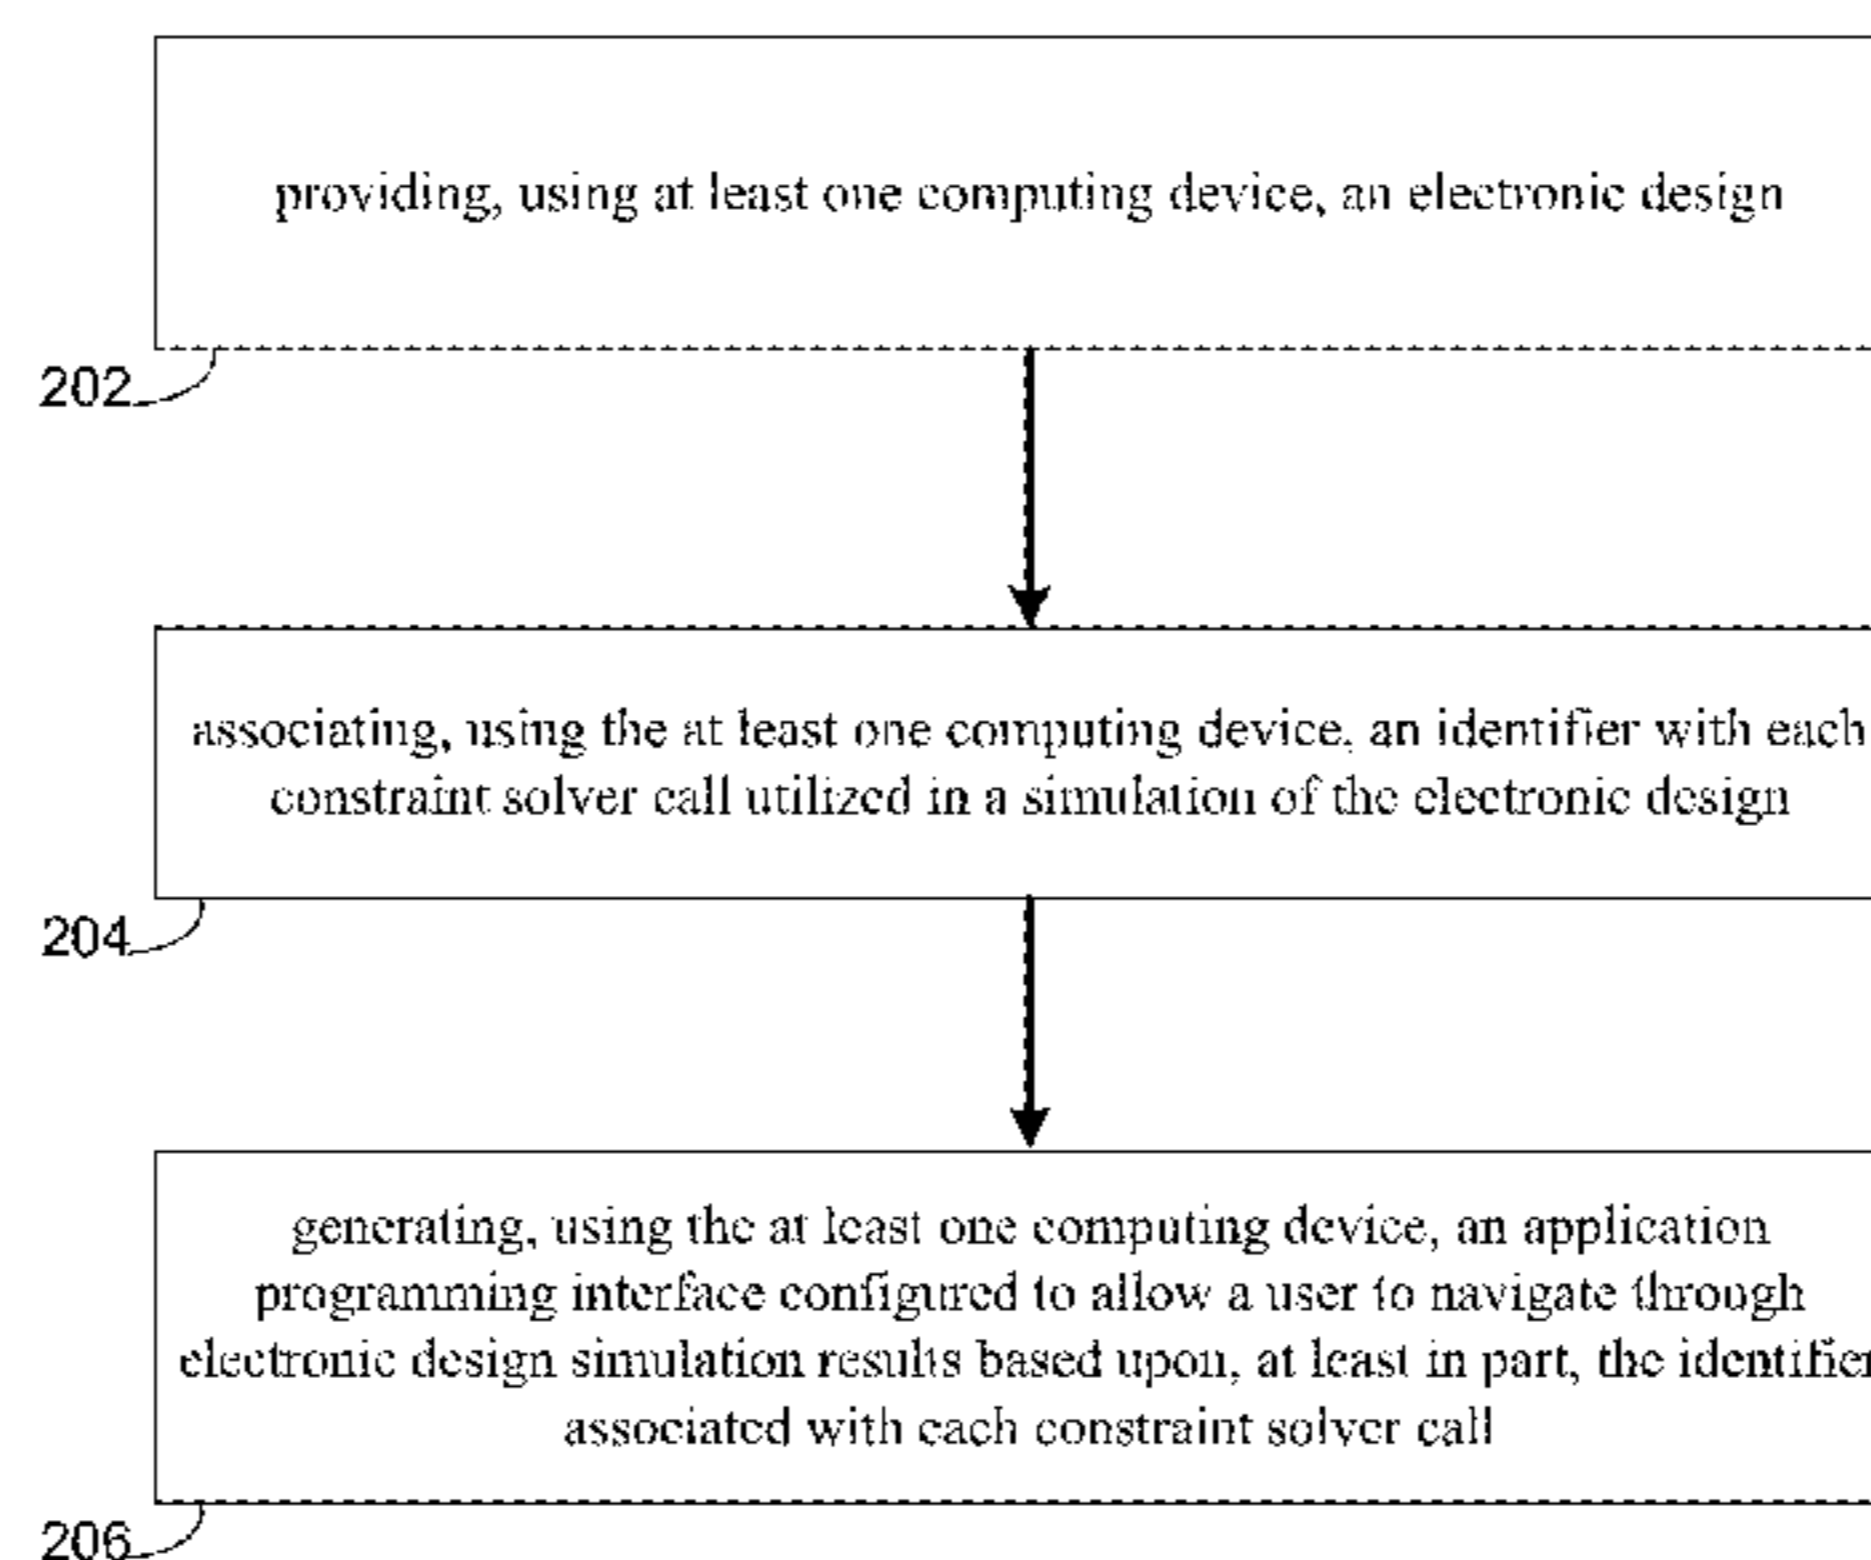 providing, using at least one computing device, an electronic design
202
associating, using the at least one computing device, an identifier with each
constraint solver call utilized in a simulation of the electronic design
204
generating, using the at least one computing device, an application
programming interface configured to allow a user to navigate through
electronic design simulation results based upon, at least in part, the identifier
associated with each constraint solver call
206